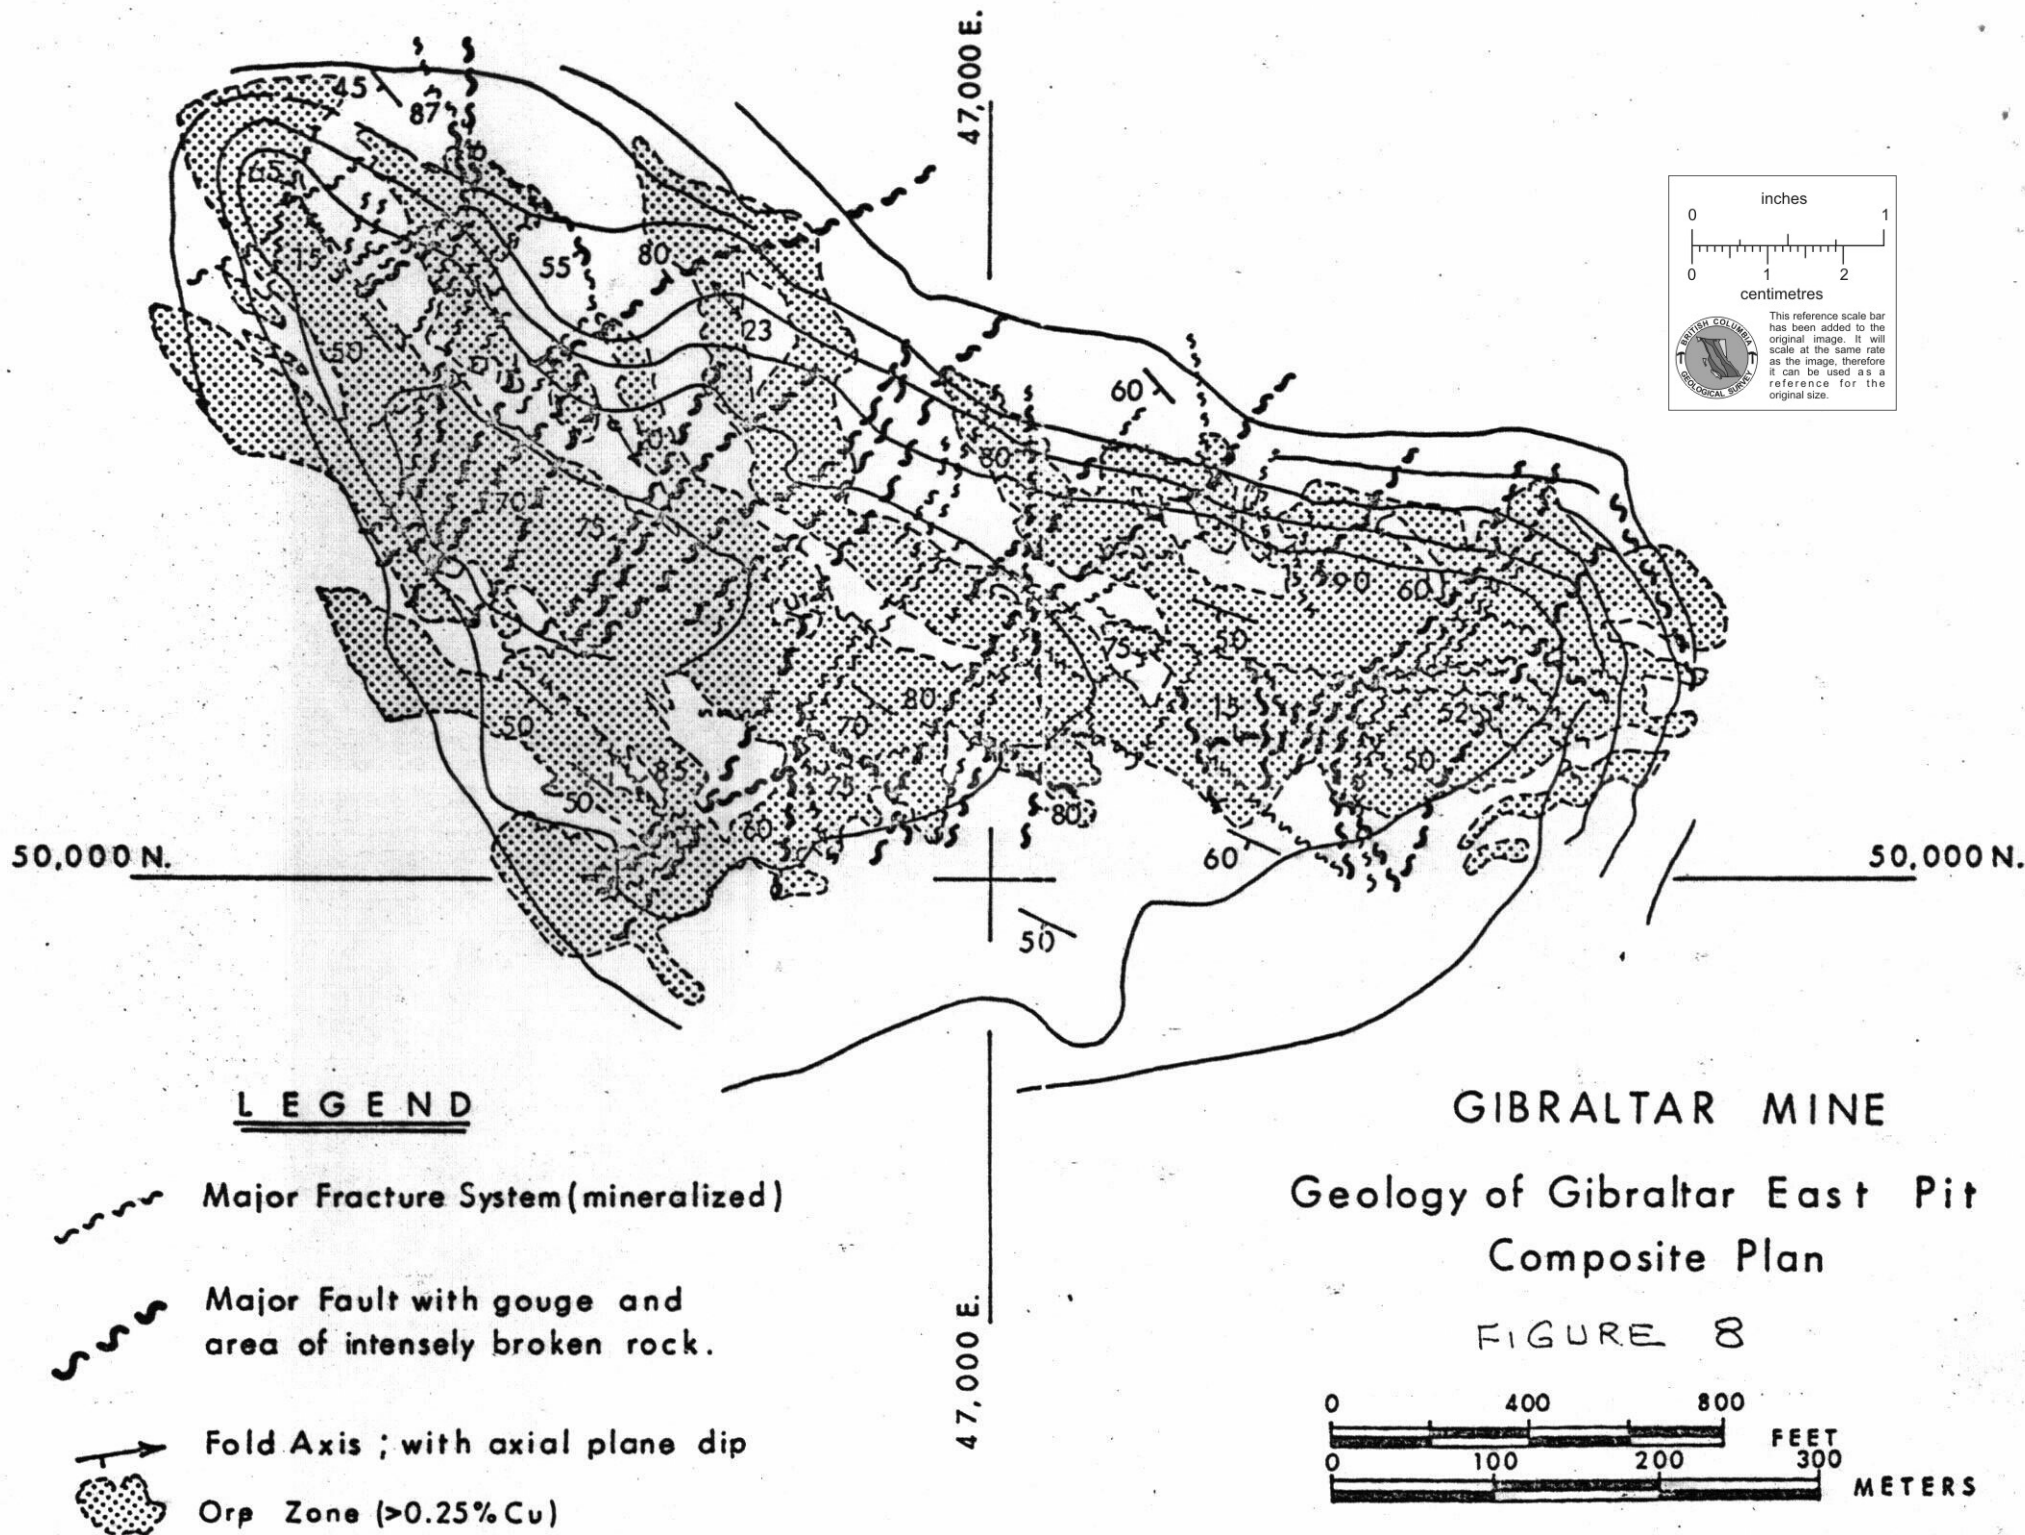 47,000 E.
45
87
65
75
55
80
23
50
60
80
70
75
90
60
50
75
50
80
70
15
52
50
85
50
75
60
80
60
50
50,000 N.
50,000 N.
inches
0 1
0 1 2
centimetres
BRITISH COLUMBIA
GEOLOGICAL SURVEY
This reference scale bar
has been added to the
original image. It will
scale at the same rate
as the image, therefore
it can be used as a
reference for the
original size.
LEGEND
Major Fracture System (mineralized)
Major Fault with gouge and
area of intensely broken rock.
Fold Axis ; with axial plane dip
Ore Zone (>0.25% Cu)
47,000 E.
GIBRALTAR MINE
Geology of Gibraltar East Pit
Composite Plan
FIGURE 8
0 400 800
FEET
0 100 200 300
METERS